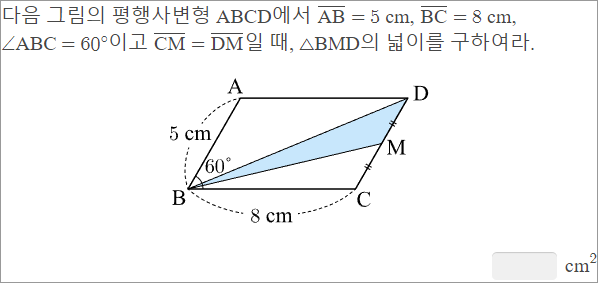 다음 그림의 평행사변형 ABCD에서 AB = 5 cm, BC = 8 cm,
∠ABC = 60°이고 CM = DM일 때, △BMD의 넓이를 구하여라.
A
D
5 cm
M
60°
B
C
8 cm
cm²